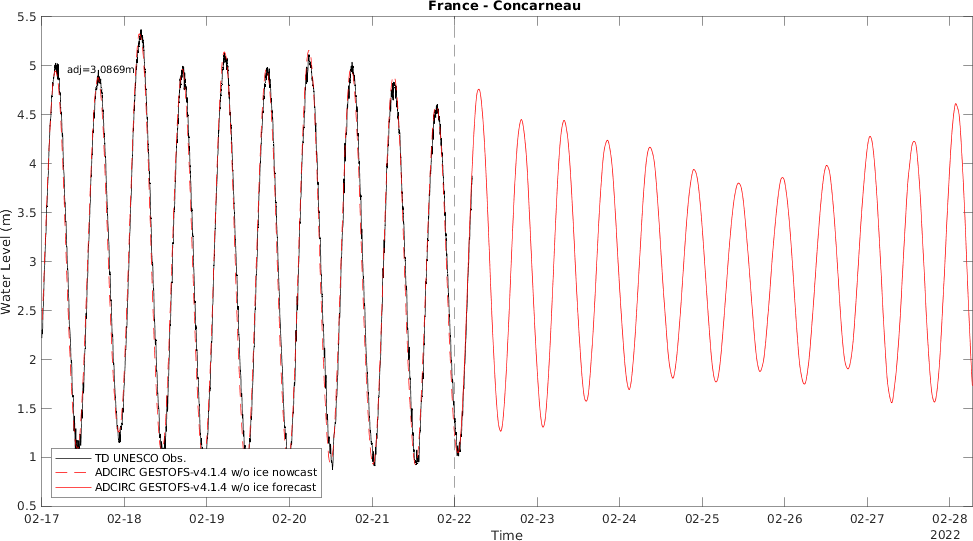 France - Concarneau
5.5
5
4.5
4
3.5
3
2.5
2
1.5
1
0.5
Water Level (m)
adj=3.0869m
TD UNESCO Obs.
ADCIRC GESTOFS-v4.1.4 w/o ice nowcast
ADCIRC GESTOFS-v4.1.4 w/o ice forecast
02-17 02-18 02-19 02-20 02-21 02-22 02-23 02-24 02-25 02-26 02-27 02-28
2022
Time